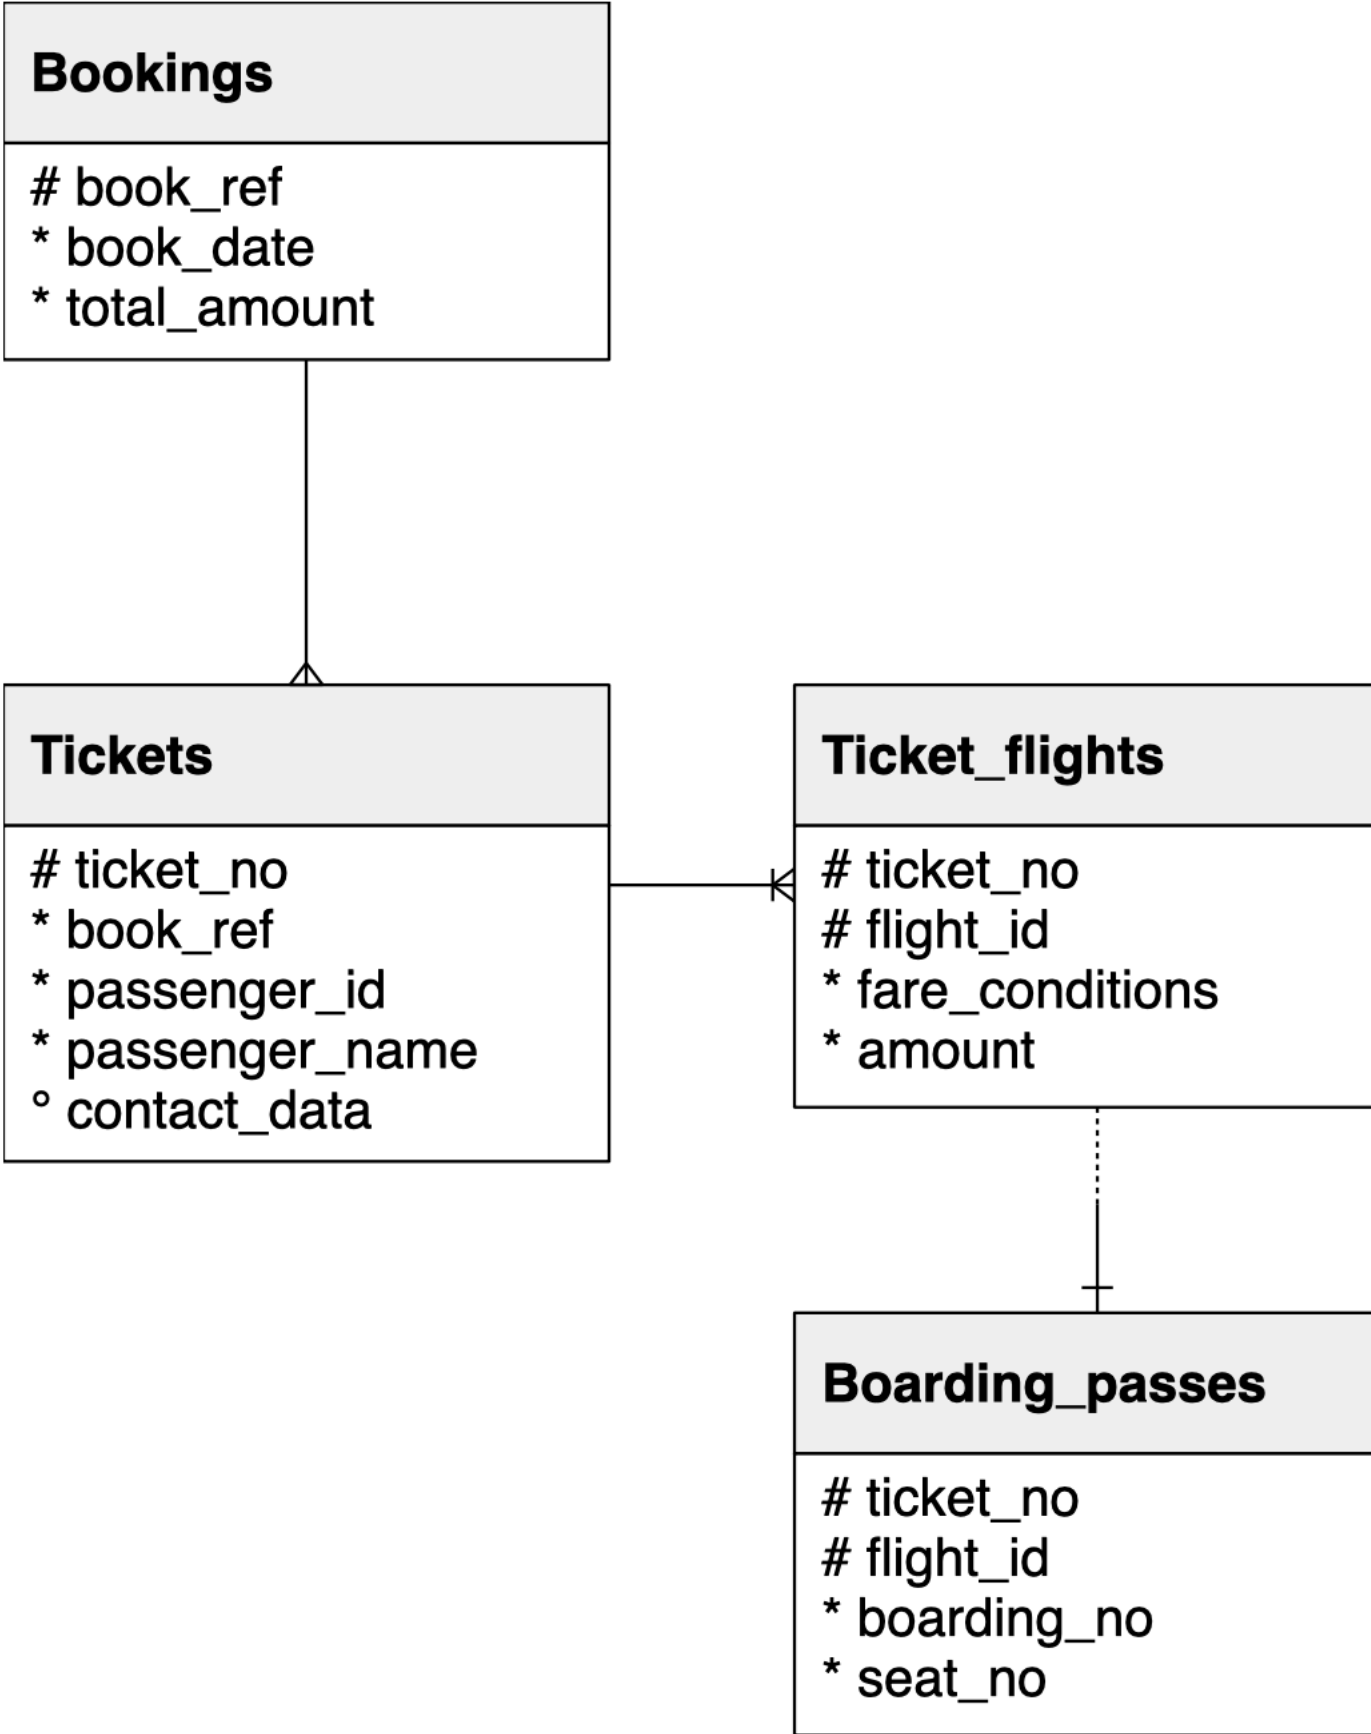 Bookings
# book_ref
* book_date
* total_amount
Tickets
# ticket_no
* book_ref
* passenger_id
* passenger_name
° contact_data
Ticket_flights
# ticket_no
# flight_id
* fare_conditions
* amount
Boarding_passes
# ticket_no
# flight_id
* boarding_no
* seat_no